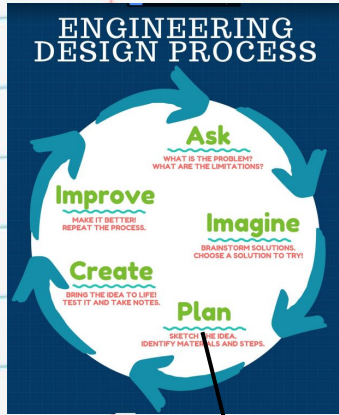 ENGINEERING
DESIGN PROCESS
Ask
WHAT IS THE PROBLEM?
WHAT ARE THE LIMITATIONS?
Imagine
BRAINSTORM SOLUTIONS.
CHOOSE A SOLUTION TO TRY!
Plan
SKETCH THE IDEA.
IDENTIFY MATERIALS AND STEPS.
Create
BRING THE IDEA TO LIFE!
TEST IT AND TAKE NOTES.
Improve
MAKE IT BETTER!
REPEAT THE PROCESS.